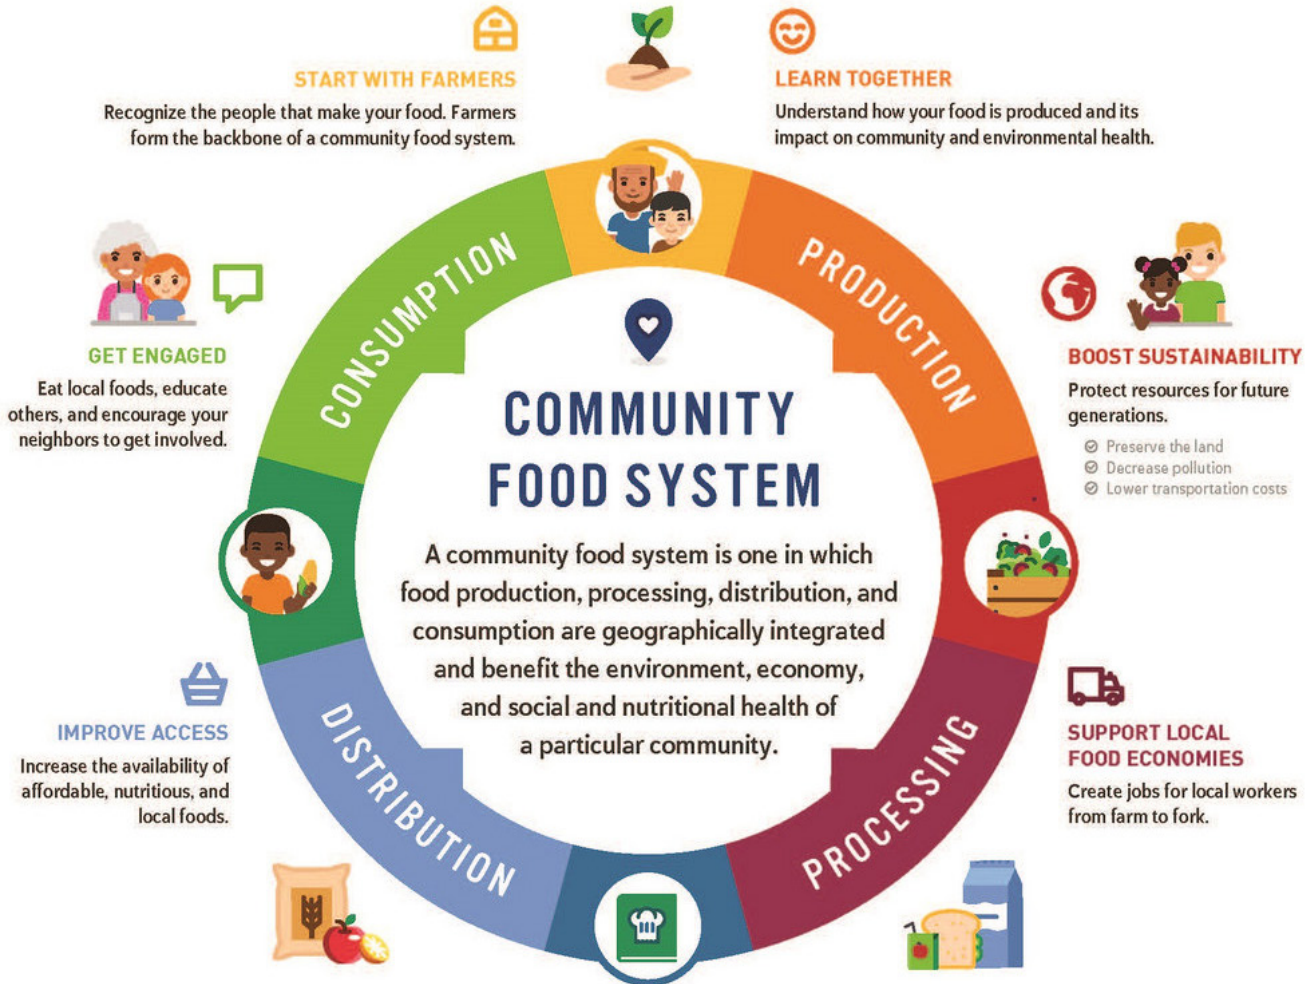 START WITH FARMERS
Recognize the people that make your food. Farmers
form the backbone of a community food system.
LEARN TOGETHER
Understand how your food is produced and its
impact on community and environmental health.
CONSUMPTION
PRODUCTION
GET ENGAGED
Eat local foods, educate
others, and encourage your
neighbors to get involved.
BOOST SUSTAINABILITY
Protect resources for future
generations.
Preserve the land
Decrease pollution
Lower transportation costs
COMMUNITY
FOOD SYSTEM
A community food system is one in which
food production, processing, distribution, and
consumption are geographically integrated
and benefit the environment, economy,
and social and nutritional health of
a particular community.
IMPROVE ACCESS
Increase the availability of
affordable, nutritious, and
local foods.
DISTRIBUTION
PROCESSING
SUPPORT LOCAL
FOOD ECONOMIES
Create jobs for local workers
from farm to fork.